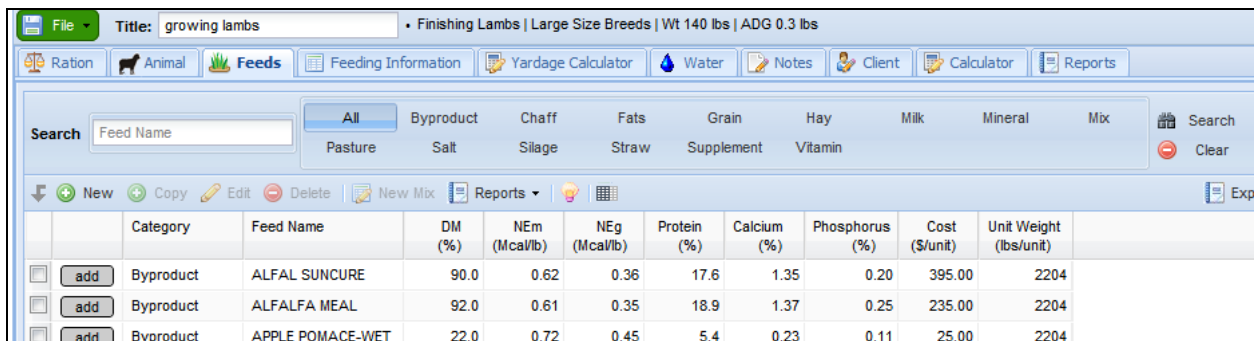 File Title: growing lambs • Finishing Lambs | Large Size Breeds | Wt 140 lbs | ADG 0.3 lbs
Ration Animal Feeds Feeding Information Yardage Calculator Water Notes Client Calculator Reports
All Byproduct Chaff Fats Grain Hay Milk Mineral Mix Search
Search Feed Name
Pasture Salt Silage Straw Supplement Vitamin Clear
New Copy Edit Delete New Mix Reports Exp
Category Feed Name DM NEm NEg Protein Calcium Phosphorus Cost Unit Weight
(%) (Mcal/lb) (Mcal/lb) (%) (%) (%) ($/unit) (lbs/unit)
add Byproduct ALFAL SUNCURE 90.0 0.62 0.36 17.6 1.35 0.20 395.00 2204
add Byproduct ALFALFA MEAL 92.0 0.61 0.35 18.9 1.37 0.25 235.00 2204
add Byproduct APPLE POMACE-WET 22.0 0.72 0.45 5.4 0.23 0.11 25.00 2204